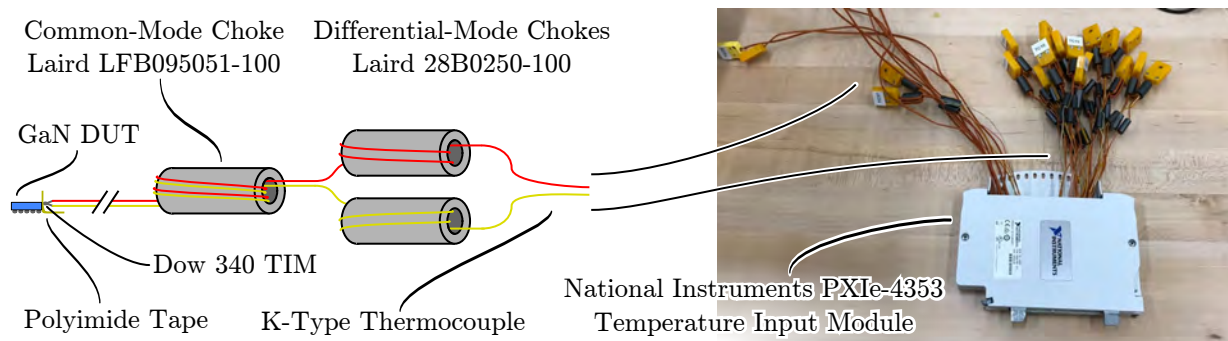 Common-Mode Choke
Laird LFB095051-100
Differential-Mode Chokes
Laird 28B0250-100
GaN DUT
Dow 340 TIM
Polyimide Tape
K-Type Thermocouple
National Instruments PXIe-4353
Temperature Input Module
NATIONAL
INSTRUMENTS